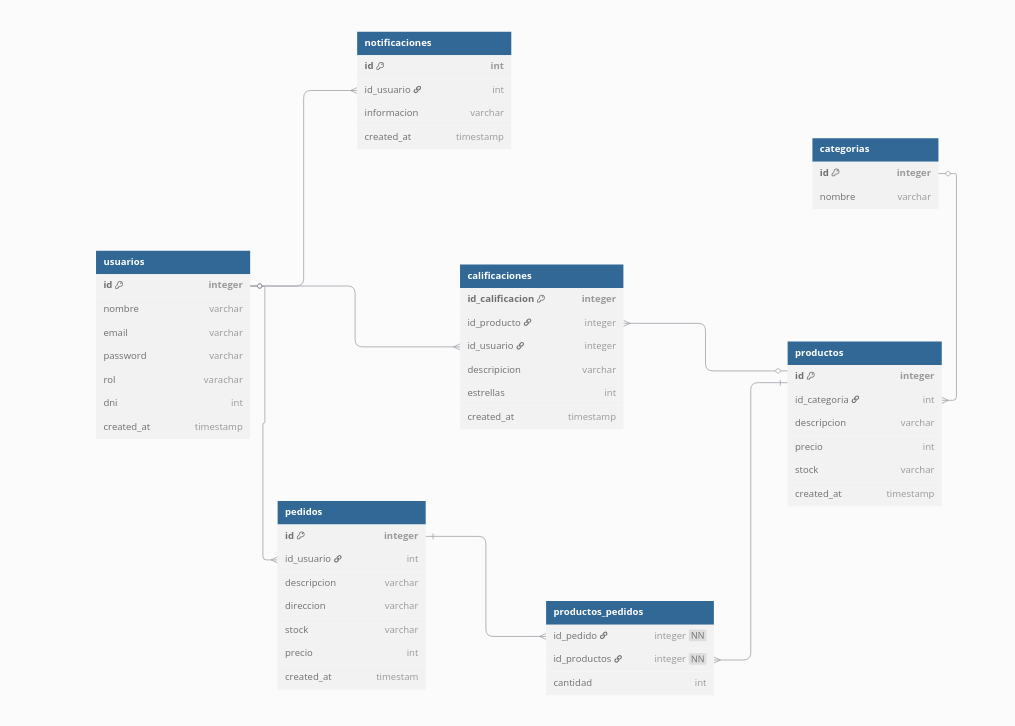 notificaciones
id int
id_usuario int
informacion varchar
created_at timestamp
categorias
id integer
nombre varchar
usuarios
id integer
nombre varchar
email varchar
password varchar
rol varachar
dni int
created_at timestamp
calificaciones
id_calificacion integer
id_producto integer
id_usuario integer
descripicion varchar
estrellas int
created_at timestamp
productos
id integer
id_categoria int
descripcion varchar
precio int
stock varchar
created_at timestamp
pedidos
id integer
id_usuario int
descripcion varchar
direccion varchar
stock varchar
precio int
created_at timestam
productos_pedidos
id_pedido integer NN
id_productos integer NN
cantidad int